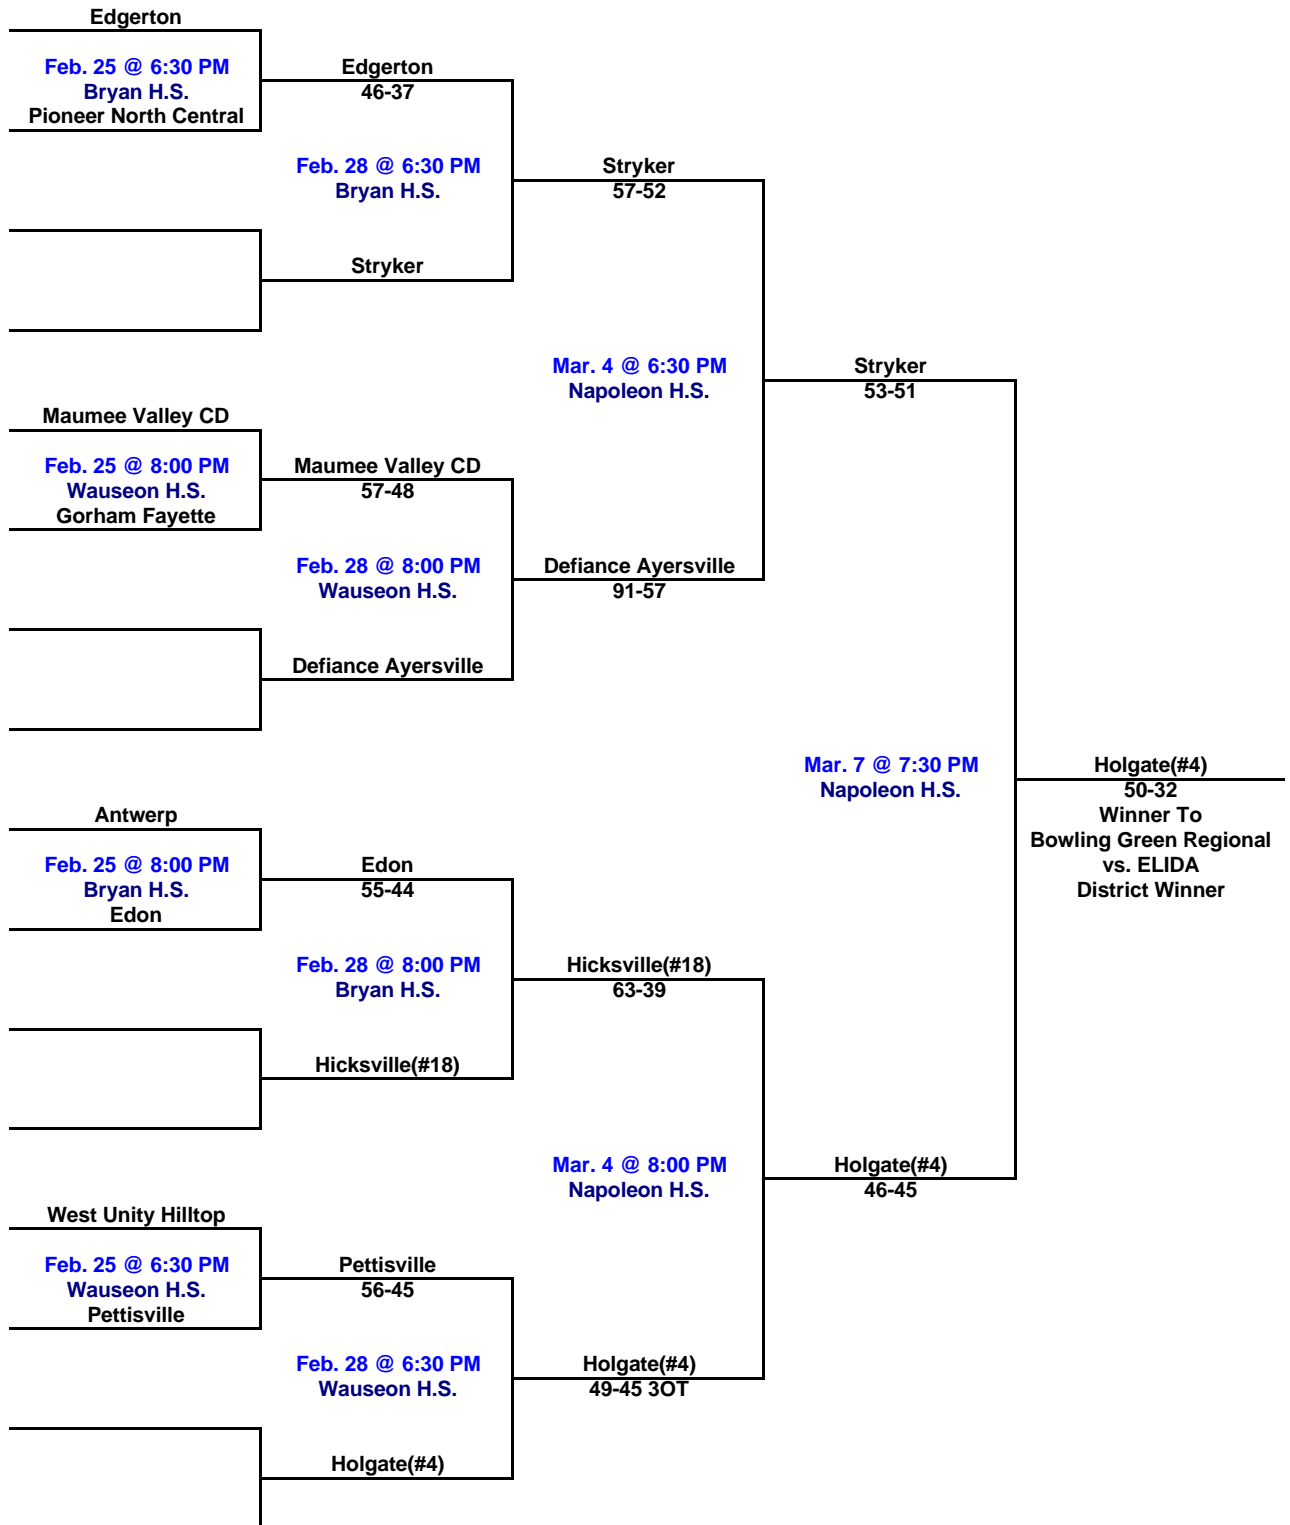 Edgerton
Feb. 25 @ 6:30 PM
Bryan H.S.
Pioneer North Central
Edgerton
46-37
Feb. 28 @ 6:30 PM
Bryan H.S.
Stryker
57-52
Stryker
Mar. 4 @ 6:30 PM
Napoleon H.S.
Stryker
53-51
Maumee Valley CD
Feb. 25 @ 8:00 PM
Wauseon H.S.
Gorham Fayette
Maumee Valley CD
57-48
Feb. 28 @ 8:00 PM
Wauseon H.S.
Defiance Ayersville
91-57
Defiance Ayersville
Mar. 7 @ 7:30 PM
Napoleon H.S.
Holgate(#4)
50-32
Winner To
Bowling Green Regional
vs. ELIDA
District Winner
Antwerp
Feb. 25 @ 8:00 PM
Bryan H.S.
Edon
Edon
55-44
Feb. 28 @ 8:00 PM
Bryan H.S.
Hicksville(#18)
63-39
Hicksville(#18)
Mar. 4 @ 8:00 PM
Napoleon H.S.
Holgate(#4)
46-45
West Unity Hilltop
Feb. 25 @ 6:30 PM
Wauseon H.S.
Pettisville
Pettisville
56-45
Feb. 28 @ 6:30 PM
Wauseon H.S.
Holgate(#4)
49-45 3OT
Holgate(#4)